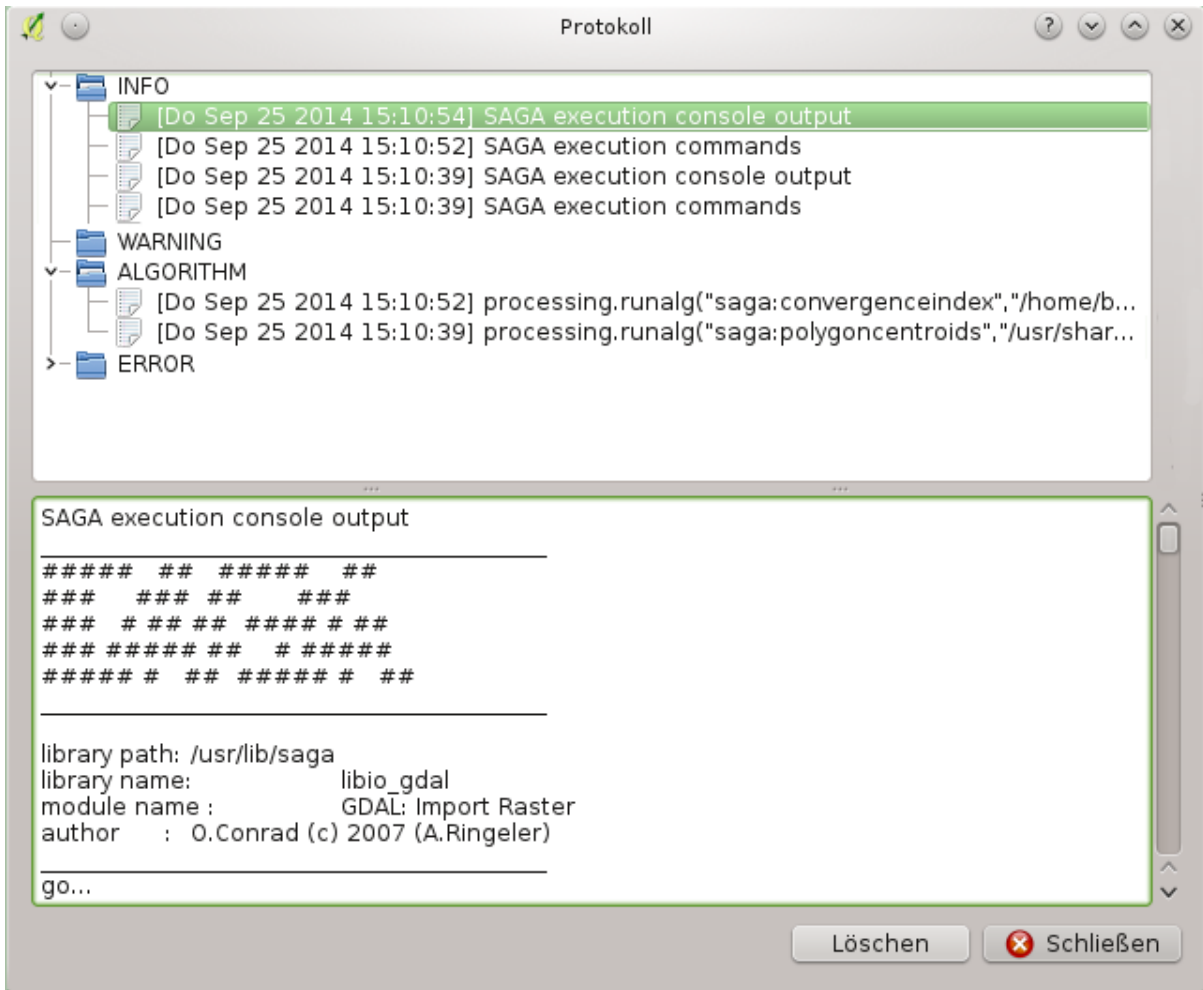 Protokoll
INFO
[Do Sep 25 2014 15:10:54] SAGA execution console output
[Do Sep 25 2014 15:10:52] SAGA execution commands
[Do Sep 25 2014 15:10:39] SAGA execution console output
[Do Sep 25 2014 15:10:39] SAGA execution commands
WARNING
ALGORITHM
[Do Sep 25 2014 15:10:52] processing.runalg("saga:convergenceindex","/home/b...
[Do Sep 25 2014 15:10:39] processing.runalg("saga:polygoncentroids","/usr/shar...
ERROR
SAGA execution console output
_____________________________________________
#####   ##   #####    ##
###     ###  ##       ###
###   # ## ##  #### # ##
### ##### ##    # #####
##### #   ##  ##### #   ##
_____________________________________________
library path: /usr/lib/saga
library name:                    libio_gdal
module name :                 GDAL: Import Raster
author      :   O.Conrad (c) 2007 (A.Ringeler)
_____________________________________________
go...
Löschen
Schließen